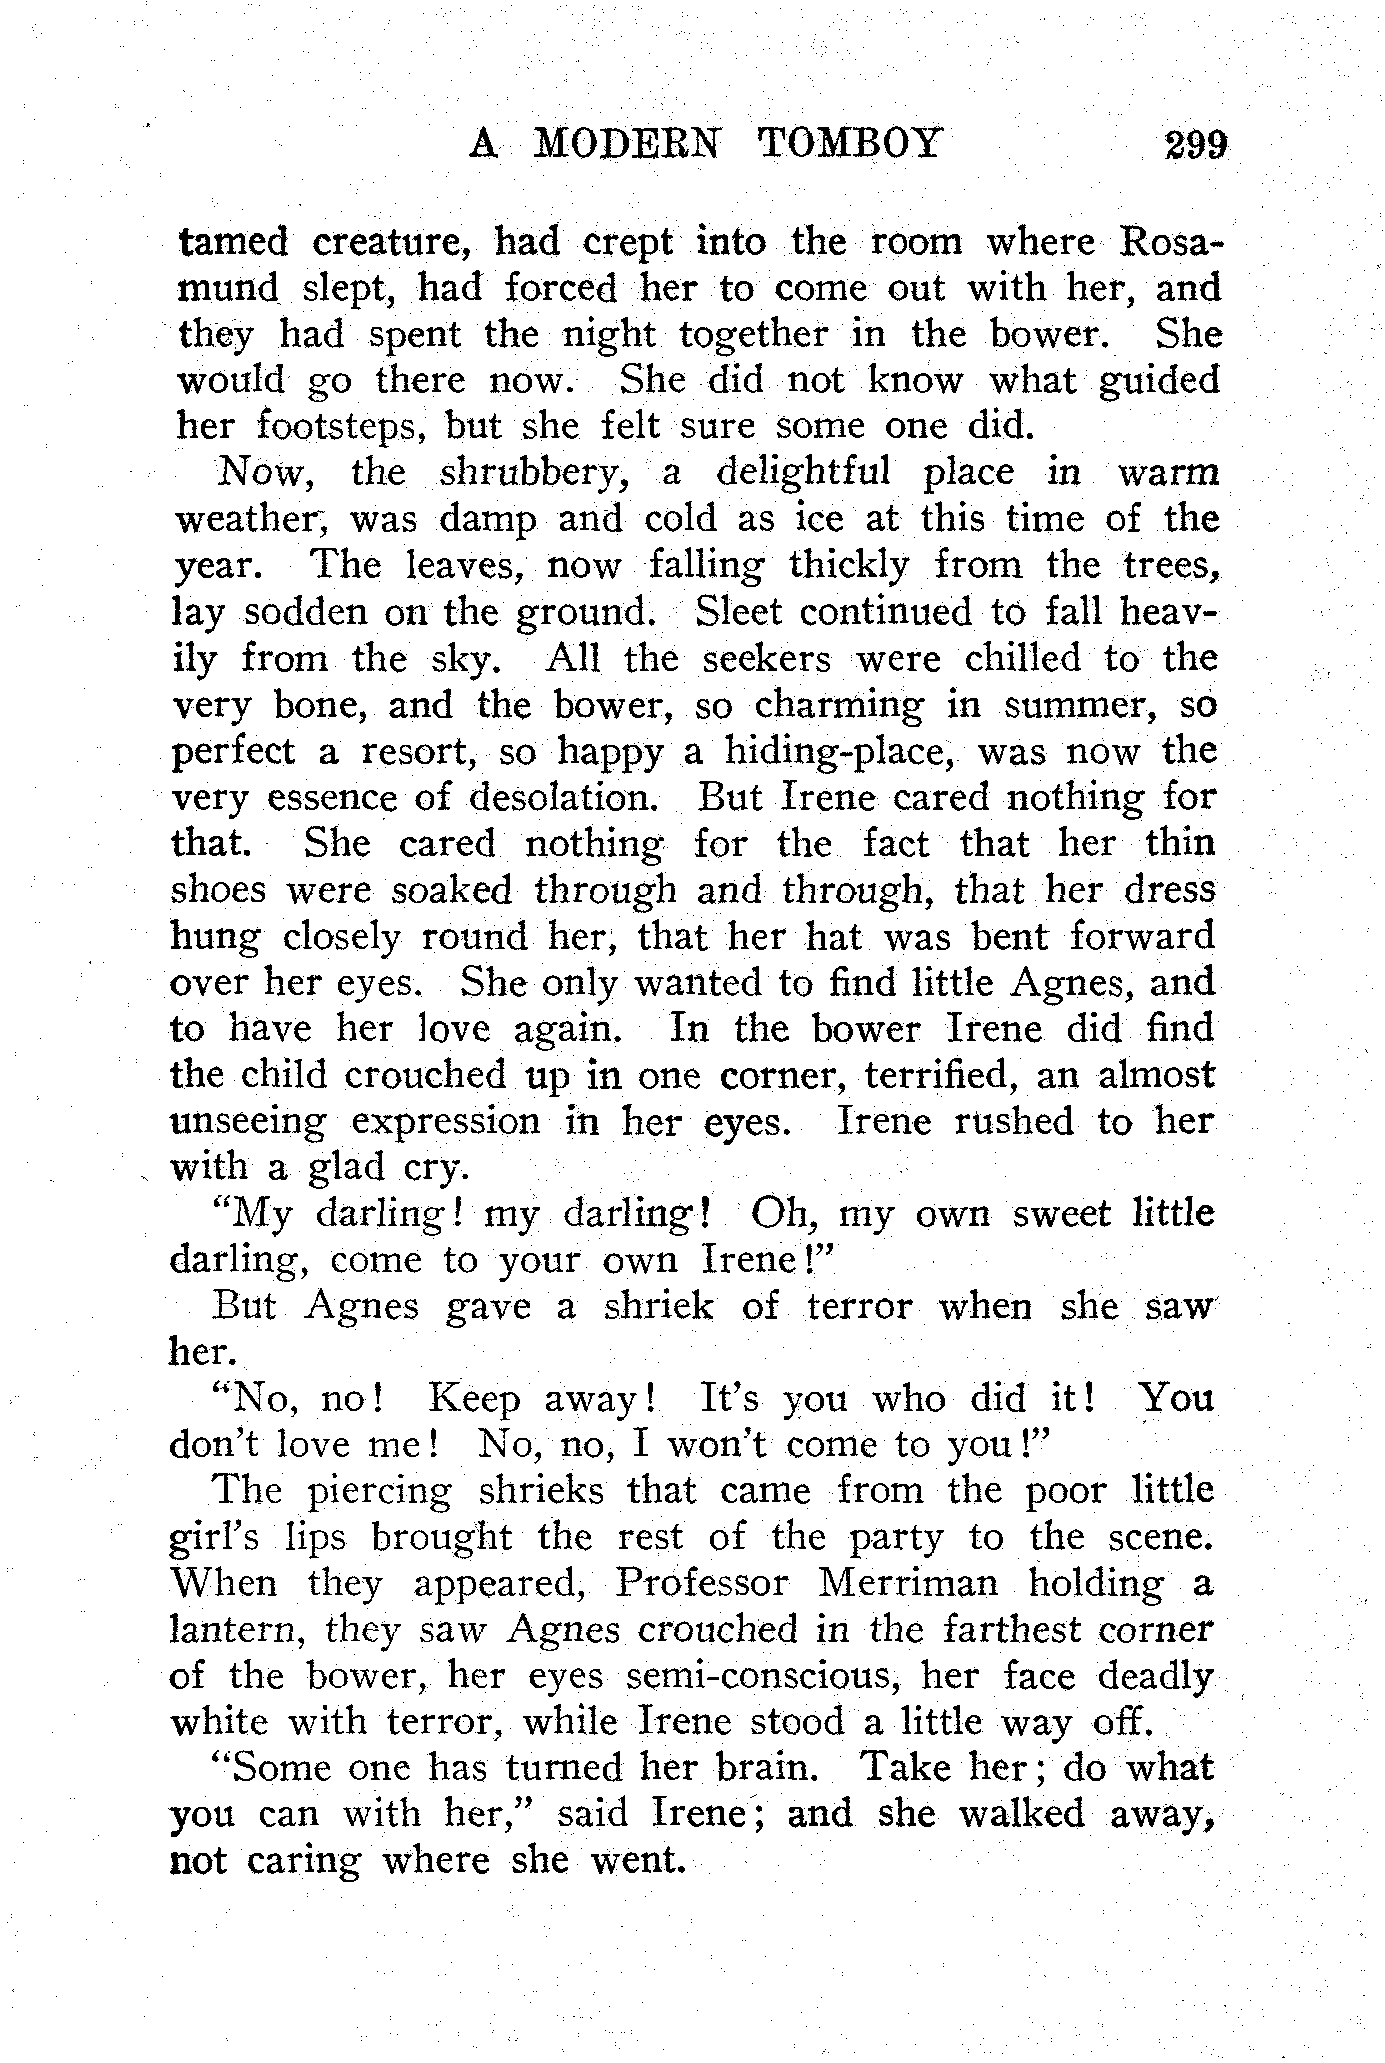 A MODERN TOMBOY 299
tamed creature, had crept into the room where Rosa-
mund slept, had forced her to come out with her, and
they had spent the night together in the bower. She
would go there now. She did not know what guided
her footsteps, but she felt sure some one did.
Now, the shrubbery, a delightful place in warm
weather, was damp and cold as ice at this time of the
year. The leaves, now falling thickly from the trees,
lay sodden on the ground. Sleet continued to fall heav-
ily from the sky. All the seekers were chilled to the
very bone, and the bower, so charming in summer, so
perfect a resort, so happy a hiding-place, was now the
very essence of desolation. But Irene cared nothing for
that. She cared nothing for the fact that her thin
shoes were soaked through and through, that her dress
hung closely round her, that her hat was bent forward
over her eyes. She only wanted to find little Agnes, and
to have her love again. In the bower Irene did find
the child crouched up in one corner, terrified, an almost
unseeing expression in her eyes. Irene rushed to her
with a glad cry.
“My darling! my darling! Oh, my own sweet little
darling, come to your own Irene!”
But Agnes gave a shriek of terror when she saw
her.
“No, no! Keep away! It's you who did it! You
don't love me! No, no, I won't come to you!”
The piercing shrieks that came from the poor little
girl's lips brought the rest of the party to the scene.
When they appeared, Professor Merriman holding a
lantern, they saw Agnes crouched in the farthest corner
of the bower, her eyes semi-conscious, her face deadly
white with terror, while Irene stood a little way off.
“Some one has turned her brain. Take her; do what
you can with her,” said Irene; and she walked away,
not caring where she went.